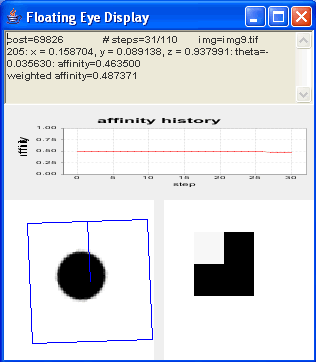 Floating Eye Display
cost=69826 # steps=31/110 img=img9.tif
205: x = 0.158704, y = 0.089138, z = 0.937991: theta=-
0.035630: affinity=0.463500
weighted affinity=0.487371
affinity history
1.00
0.75
0.50
0.25
0.00
affinity
0 5 10 15 20 25 30
step